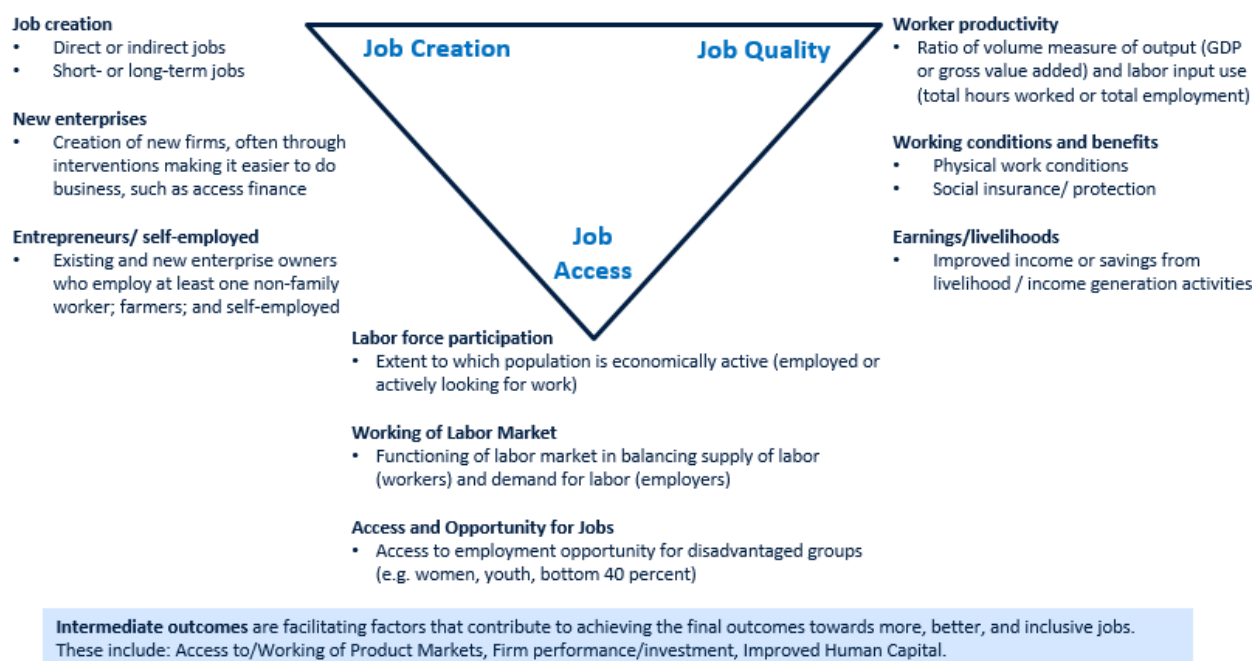 Job creation
• Direct or indirect jobs
• Short- or long-term jobs
New enterprises
• Creation of new firms, often through
interventions making it easier to do
business, such as access finance
Entrepreneurs/ self-employed
• Existing and new enterprise owners
who employ at least one non-family
worker; farmers; and self-employed
Job Creation
Job Quality
Job
Access
Worker productivity
• Ratio of volume measure of output (GDP
or gross value added) and labor input use
(total hours worked or total employment)
Working conditions and benefits
• Physical work conditions
• Social insurance/ protection
Earnings/livelihoods
• Improved income or savings from
livelihood / income generation activities
Labor force participation
• Extent to which population is economically active (employed or
actively looking for work)
Working of Labor Market
• Functioning of labor market in balancing supply of labor
(workers) and demand for labor (employers)
Access and Opportunity for Jobs
• Access to employment opportunity for disadvantaged groups
(e.g. women, youth, bottom 40 percent)
Intermediate outcomes are facilitating factors that contribute to achieving the final outcomes towards more, better, and inclusive jobs.
These include: Access to/Working of Product Markets, Firm performance/investment, Improved Human Capital.